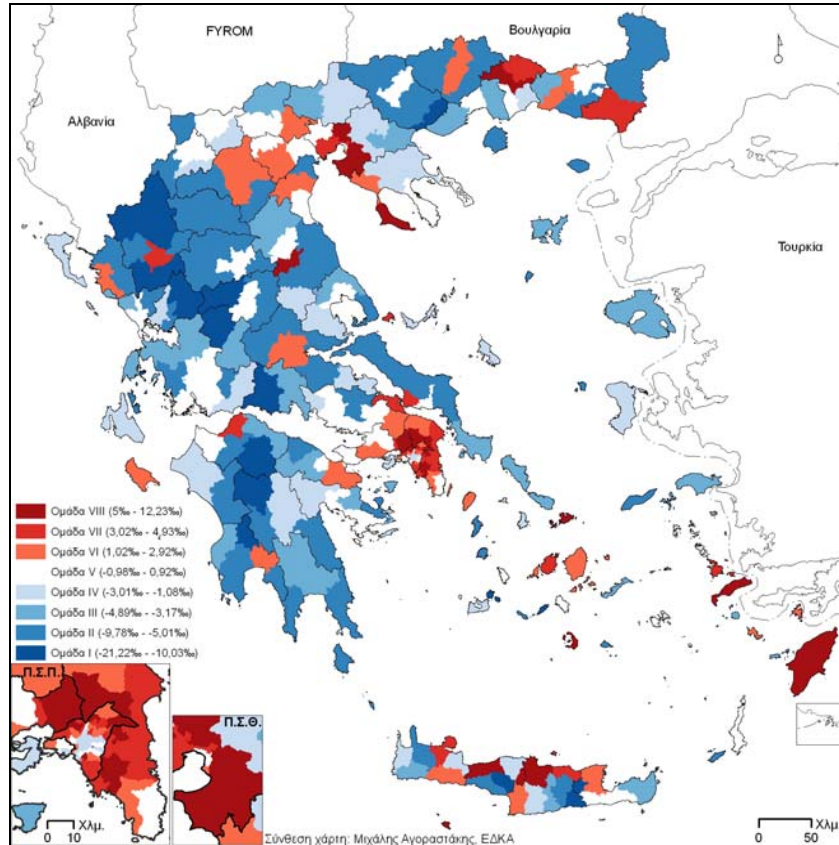 FYROM
Βουλγαρία
Αλβανία
Τουρκία
Ομάδα VIII (5‰ - 12,23‰)
Ομάδα VII (3,02‰ - 4,93‰)
Ομάδα VI (1,02‰ - 2,92‰)
Ομάδα V (-0,98‰ - 0,92‰)
Ομάδα IV (-3,01‰ - -1,08‰)
Ομάδα III (-4,89‰ - -3,17‰)
Ομάδα II (-9,78‰ - -5,01‰)
Ομάδα I (-21,22‰ - -10,03‰)
Π.Σ.Π.
Π.Σ.Θ.
0 10 Χλμ.
Σύνθεση χάρτη: Μιχάλης Αγοραστάκης, ΕΔΚΑ
0 50 Χλμ.